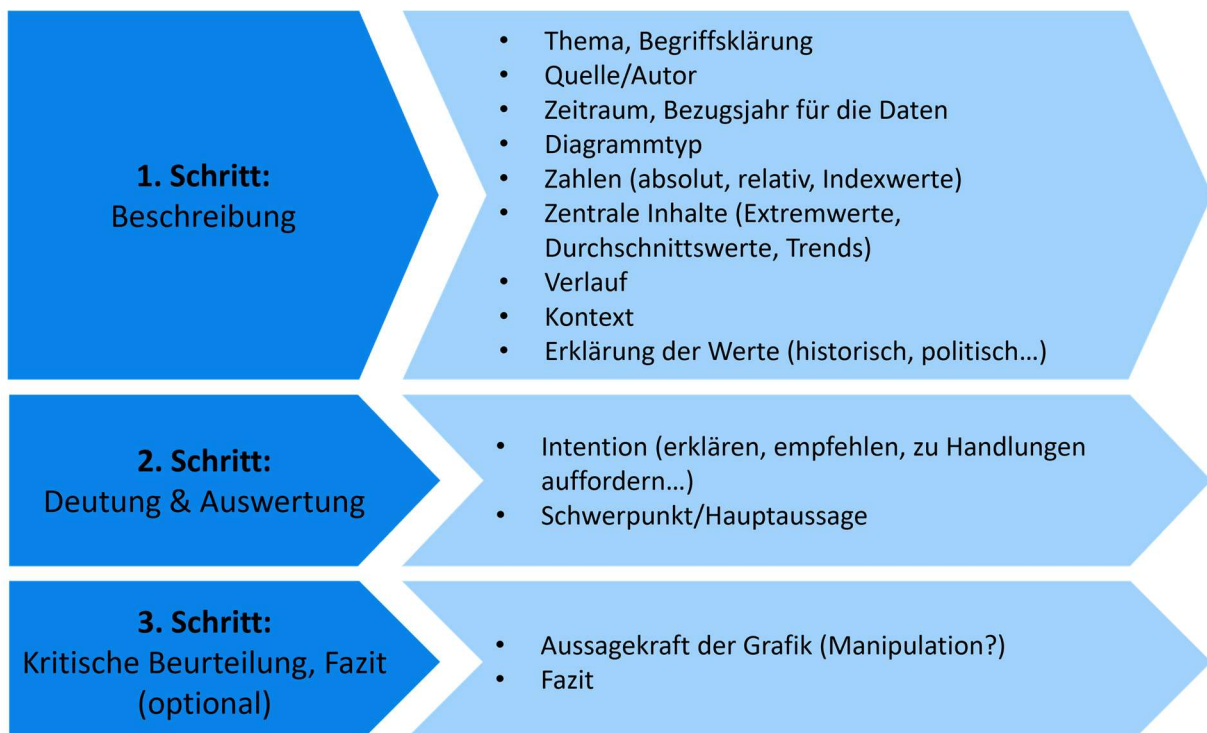 1. Schritt:
Beschreibung
• Thema, Begriffsklärung
• Quelle/Autor
• Zeitraum, Bezugsjahr für die Daten
• Diagrammtyp
• Zahlen (absolut, relativ, Indexwerte)
• Zentrale Inhalte (Extremwerte,
Durchschnittswerte, Trends)
• Verlauf
• Kontext
• Erklärung der Werte (historisch, politisch…)
2. Schritt:
Deutung & Auswertung
• Intention (erklären, empfehlen, zu Handlungen
auffordern…)
• Schwerpunkt/Hauptaussage
3. Schritt:
Kritische Beurteilung, Fazit
(optional)
• Aussagekraft der Grafik (Manipulation?)
• Fazit